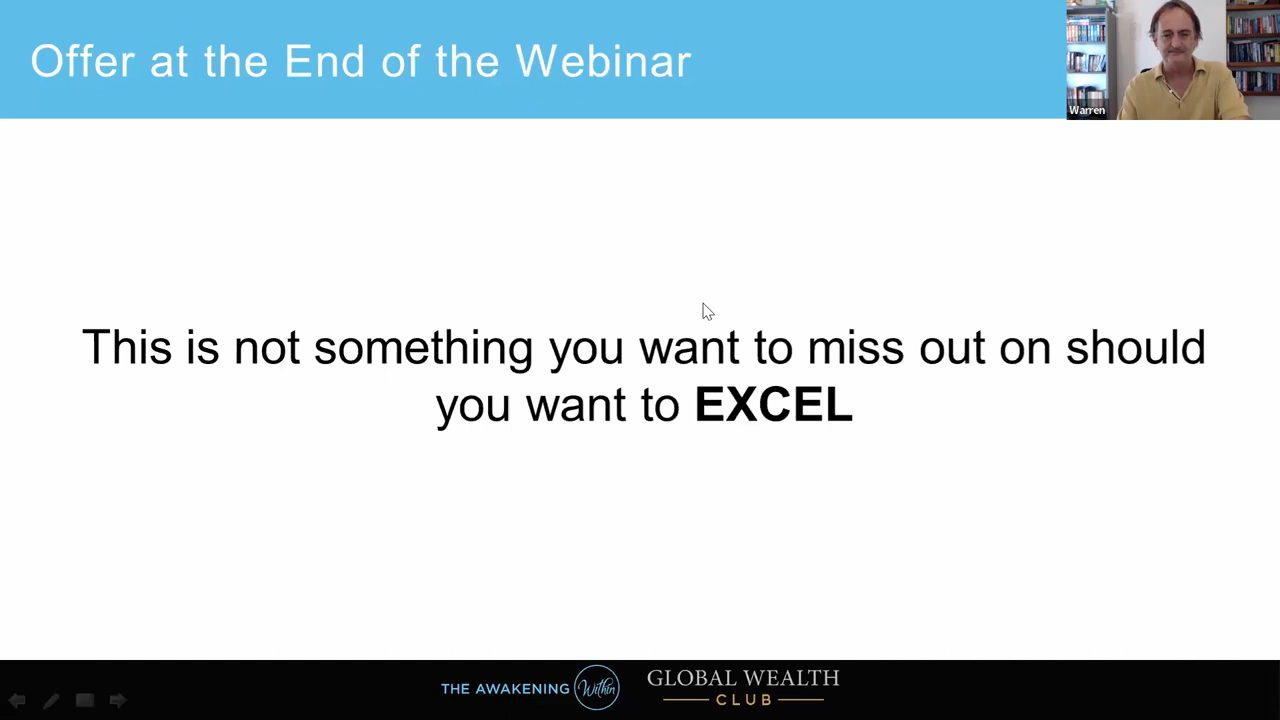 Offer at the End of the Webinar
Warren
This is not something you want to miss out on should
you want to EXCEL
THE AWAKENING Within
GLOBAL WEALTH
CLUB